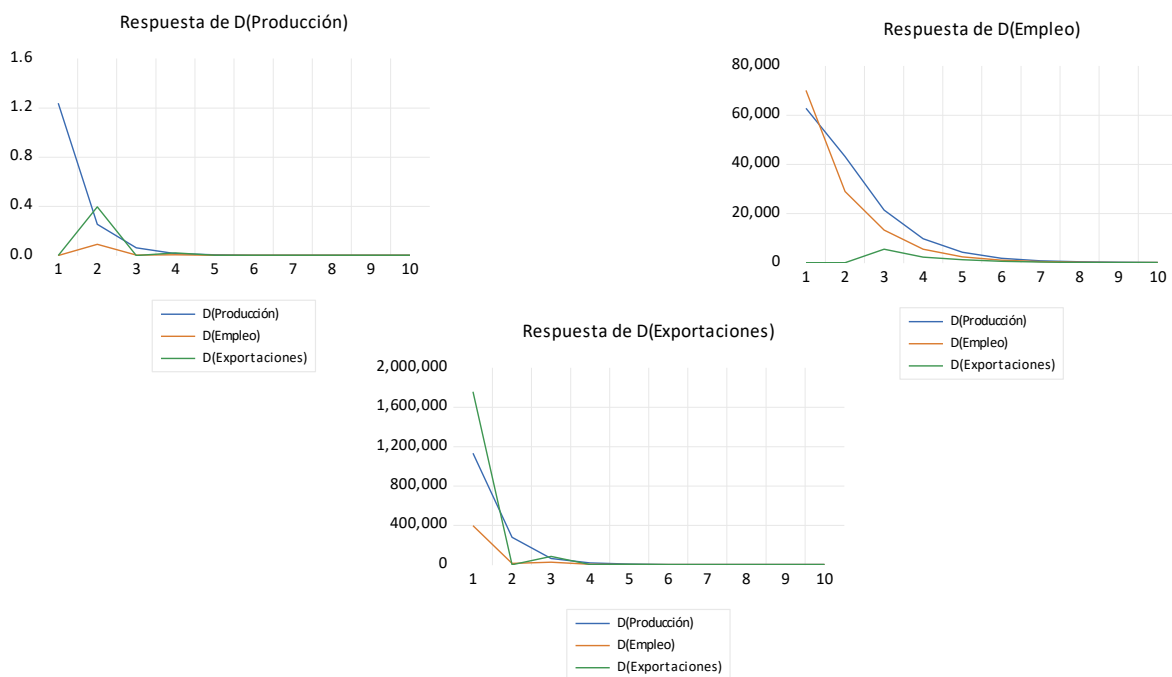 Respuesta de D(Producción)
1.6
1.2
0.8
0.4
0.0
1 2 3 4 5 6 7 8 9 10
D(Producción)
D(Empleo)
D(Exportaciones)
Respuesta de D(Empleo)
80,000
60,000
40,000
20,000
0
1 2 3 4 5 6 7 8 9 10
D(Producción)
D(Empleo)
D(Exportaciones)
Respuesta de D(Exportaciones)
2,000,000
1,600,000
1,200,000
800,000
400,000
0
1 2 3 4 5 6 7 8 9 10
D(Producción)
D(Empleo)
D(Exportaciones)